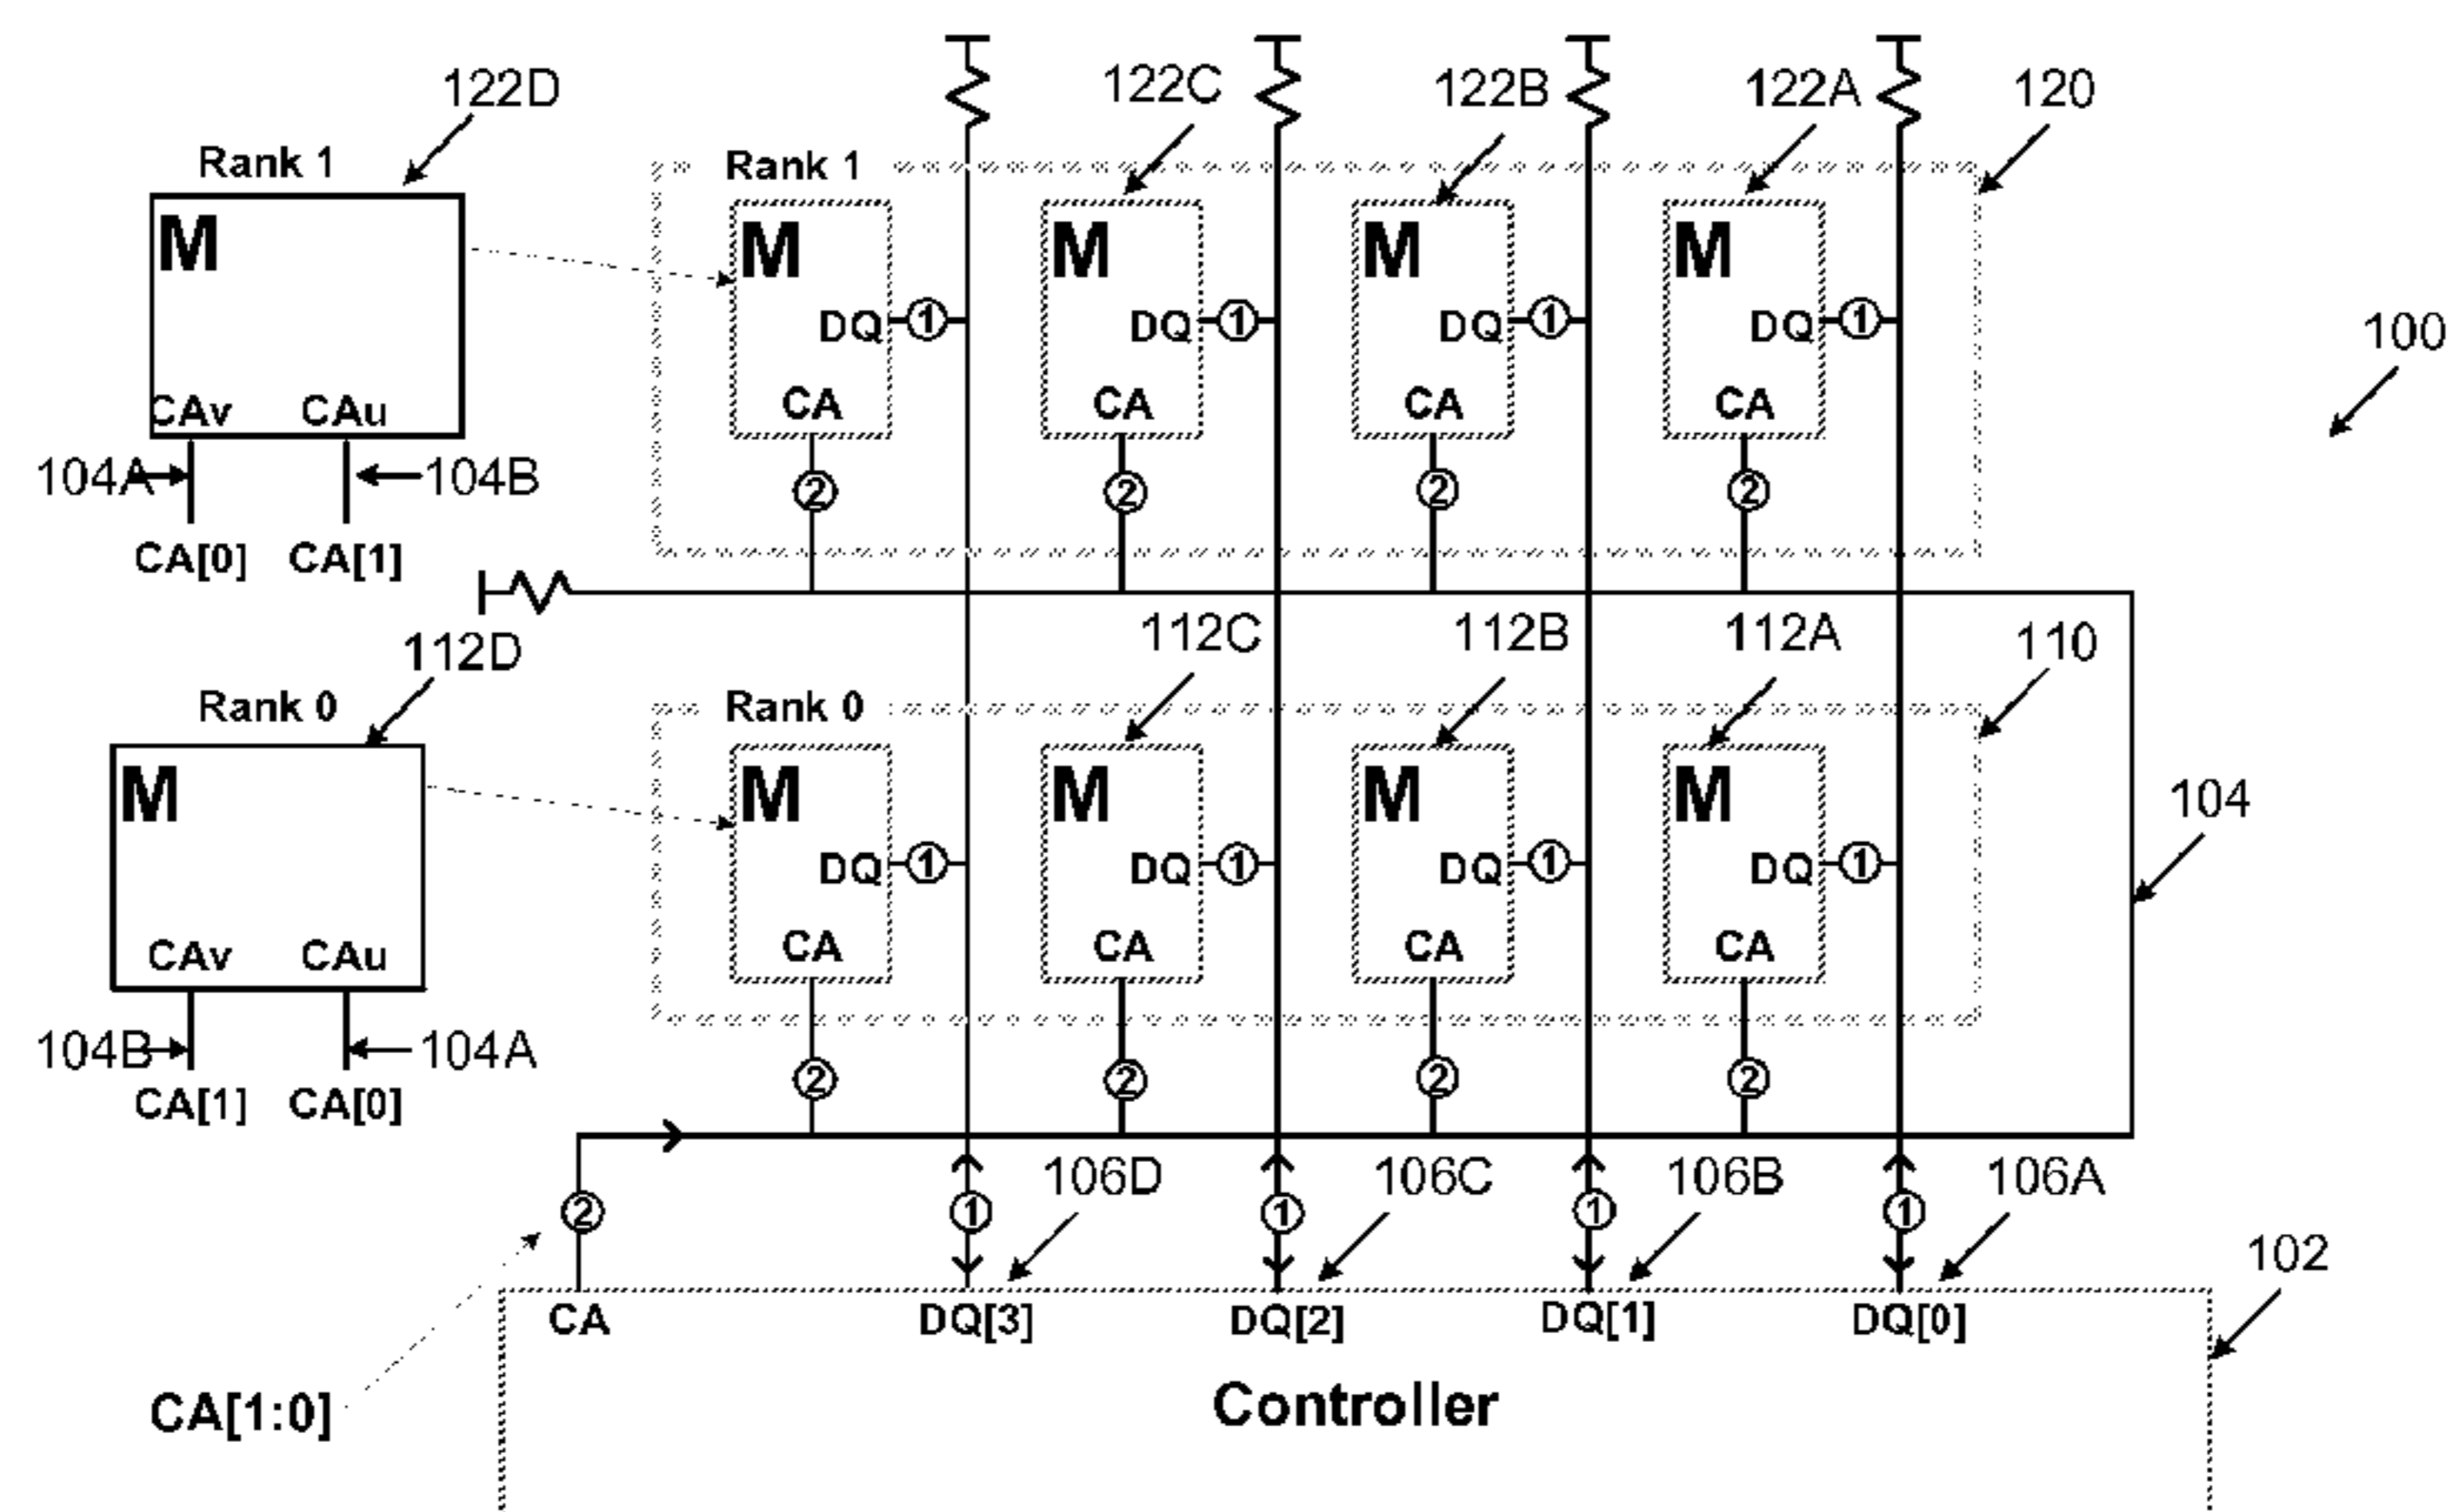 122D 122C 122B 122A 120
Rank 1 Rank 1
M M M M M
100
DQ 1 DQ 1 DQ 1 DQ 1
CAv CAu CA CA CA CA
104A 104B 2 2 2 2
CA[0] CA[1]
112D 112C 112B 112A 110
Rank 0 Rank 0
M M M M M
104
DQ 1 DQ 1 DQ 1 DQ 1
CAv CAu CA CA CA CA
104B 104A 2 2 2 2
CA[1] CA[0]
106D 106C 106B 106A
2 1 1 1 1
102
CA DQ[3] DQ[2] DQ[1] DQ[0]
CA[1:0] Controller